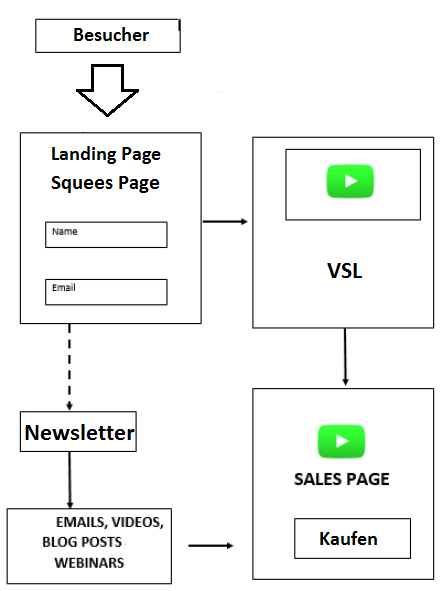 Besucher
Landing Page
Squees Page
Name
Email
VSL
Newsletter
EMAILS, VIDEOS,
BLOG POSTS
WEBINARS
SALES PAGE
Kaufen